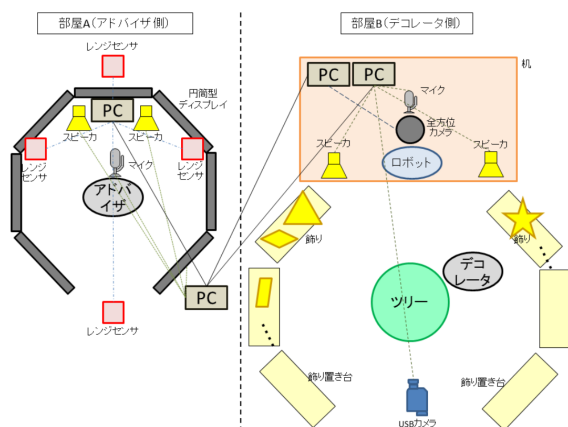 部屋A(アドバイザ側)
レンジセンサ
円筒型
ディスプレイ
PC
スピーカ
スピーカ
レンジ
センサ
マイク
レンジ
センサ
アド
バイ
ザ
PC
レンジセンサ
部屋B(デコレータ側)
机
PC
PC
マイク
全方位
カメラ
スピーカ
スピーカ
ロボット
飾り
飾り
デコ
レータ
ツリー
飾り置き台
飾り置き台
USBカメラ